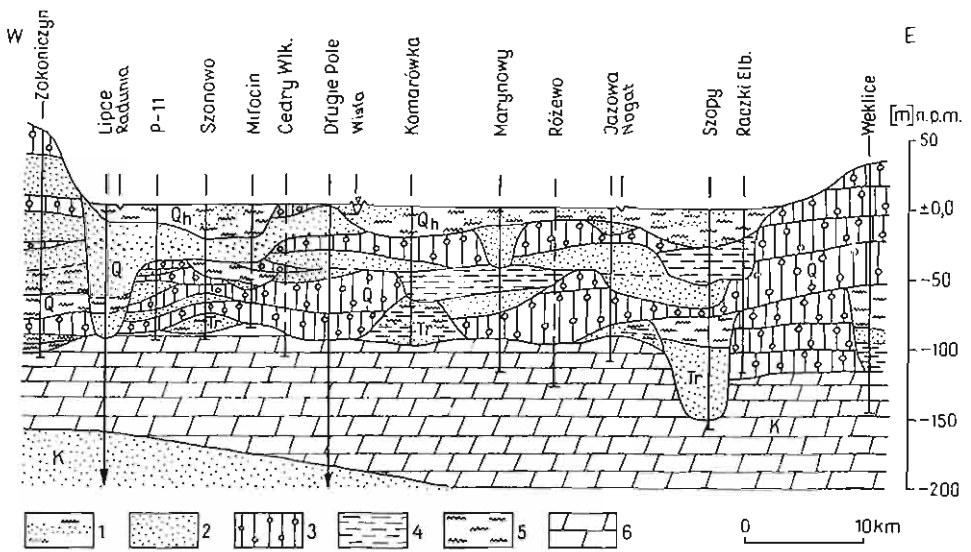 W
E
Zakoniczyn
Lipce
Radunia
P-11
Szonowo
Mirocin
Cedry Wlk.
Długie Pole
Wisła
Komarówka
Marynowy
Różewo
Jazowa
Nogat
Szopy
Raczki Elb.
Weklice
[m] n.p.m.
50
±0,0
-50
-100
-150
-200
Qh
Qh
Q
Q
Q
Q
Tr
Tr
Tr
K
K
1
2
3
4
5
6
0 10km